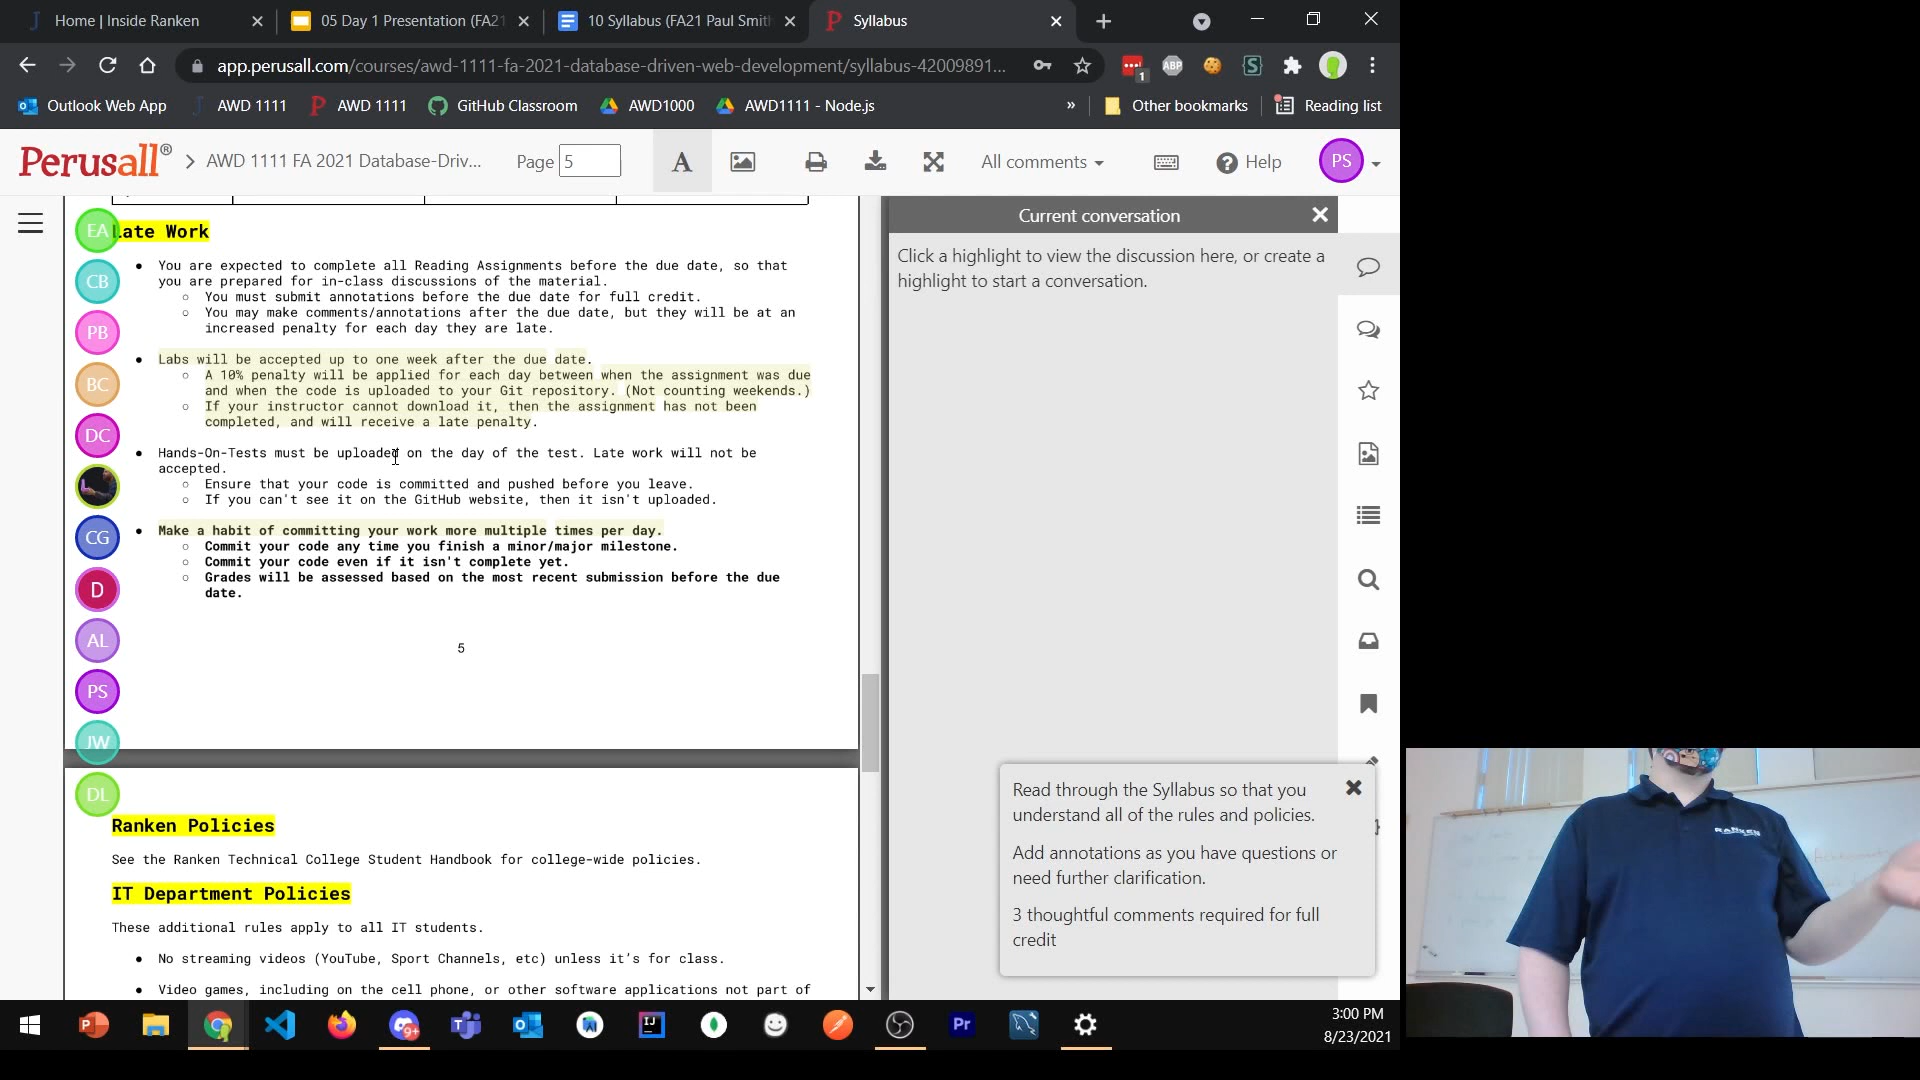 Home | Inside Ranken
05 Day 1 Presentation (FA21
10 Syllabus (FA21 Paul Smith
Syllabus
app.perusall.com/courses/awd-1111-fa-2021-database-driven-web-development/syllabus-42009891...
1
ABP
S
Outlook Web App
AWD 1111
AWD 1111
GitHub Classroom
AWD1000
AWD1111 - Node.js
»
Other bookmarks
Reading list
Perusall®
AWD 1111 FA 2021 Database-Driv...
Page 5
A
All comments
Help
PS
Current conversation
Click a highlight to view the discussion here, or create a
highlight to start a conversation.
EA
CB
PB
BC
DC
CG
D
AL
PS
JW
DL
Late Work
● You are expected to complete all Reading Assignments before the due date, so that
you are prepared for in-class discussions of the material.
○ You must submit annotations before the due date for full credit.
○ You may make comments/annotations after the due date, but they will be at an
increased penalty for each day they are late.
● Labs will be accepted up to one week after the due date.
○ A 10% penalty will be applied for each day between when the assignment was due
and when the code is uploaded to your Git repository. (Not counting weekends.)
○ If your instructor cannot download it, then the assignment has not been
completed, and will receive a late penalty.
● Hands-On-Tests must be uploaded on the day of the test. Late work will not be
accepted.
○ Ensure that your code is committed and pushed before you leave.
○ If you can't see it on the GitHub website, then it isn't uploaded.
● Make a habit of committing your work more multiple times per day.
○ Commit your code any time you finish a minor/major milestone.
○ Commit your code even if it isn't complete yet.
○ Grades will be assessed based on the most recent submission before the due
date.
5
Ranken Policies
See the Ranken Technical College Student Handbook for college-wide policies.
IT Department Policies
These additional rules apply to all IT students.
● No streaming videos (YouTube, Sport Channels, etc) unless it's for class.
● Video games, including on the cell phone, or other software applications not part of
Read through the Syllabus so that you
understand all of the rules and policies.
Add annotations as you have questions or
need further clarification.
3 thoughtful comments required for full
credit
RANKEN
P
9+
IJ
Pr
3:00 PM
8/23/2021